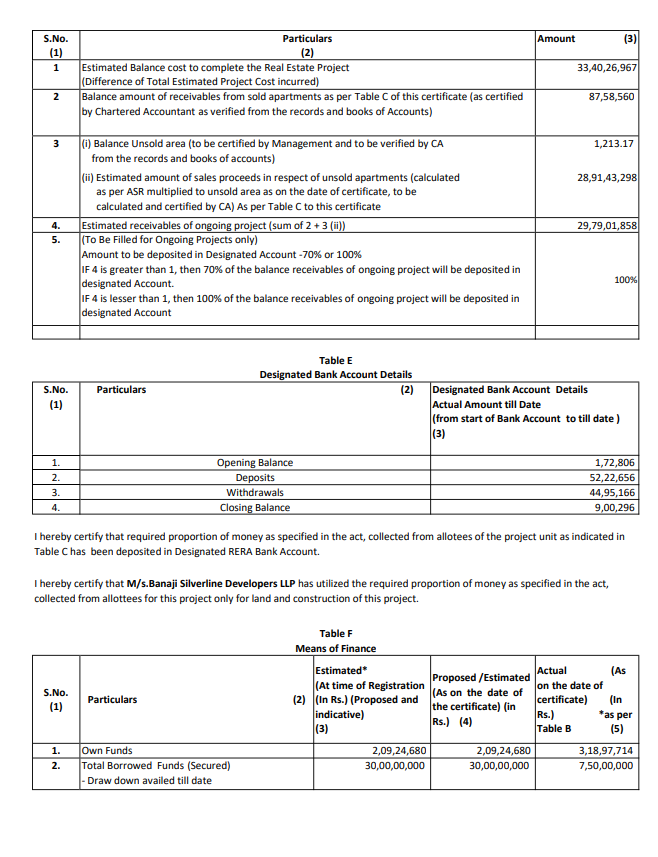 S.No. Particulars Amount (3)
(1) (2)
1 Estimated Balance cost to complete the Real Estate Project 33,40,26,967
(Difference of Total Estimated Project Cost incurred)
2 Balance amount of receivables from sold apartments as per Table C of this certificate (as certified 87,58,560
by Chartered Accountant as verified from the records and books of Accounts)
3 (i) Balance Unsold area (to be certified by Management and to be verified by CA 1,213.17
from the records and books of accounts)
(ii) Estimated amount of sales proceeds in respect of unsold apartments (calculated 28,91,43,298
as per ASR multiplied to unsold area as on the date of certificate, to be
calculated and certified by CA) As per Table C to this certificate
4. Estimated receivables of ongoing project (sum of 2 + 3 (ii)) 29,79,01,858
5. (To Be Filled for Ongoing Projects only)
Amount to be deposited in Designated Account -70% or 100%
IF 4 is greater than 1, then 70% of the balance receivables of ongoing project will be deposited in
designated Account. 100%
IF 4 is lesser than 1, then 100% of the balance receivables of ongoing project will be deposited in
designated Account
Table E
Designated Bank Account Details
S.No. Particulars (2) Designated Bank Account Details
(1) Actual Amount till Date
(from start of Bank Account to till date )
(3)
1. Opening Balance 1,72,806
2. Deposits 52,22,656
3. Withdrawals 44,95,166
4. Closing Balance 9,00,296
I hereby certify that required proportion of money as specified in the act, collected from allotees of the project unit as indicated in
Table C has been deposited in Designated RERA Bank Account.
I hereby certify that M/s.Banaji Silverline Developers LLP has utilized the required proportion of money as specified in the act,
collected from allottees for this project only for land and construction of this project.
Table F
Means of Finance
S.No.
(1)
Particulars (2)
Estimated*
(At time of Registration
(In Rs.) (Proposed and
indicative)
(3)
Proposed /Estimated
(As on the date of
the certificate) (in
Rs.) (4)
Actual (As
on the date of
certificate) (In
Rs.) *as per
Table B (5)
1. Own Funds 2,09,24,680 2,09,24,680 3,18,97,714
2. Total Borrowed Funds (Secured) 30,00,00,000 30,00,00,000 7,50,00,000
- Draw down availed till date